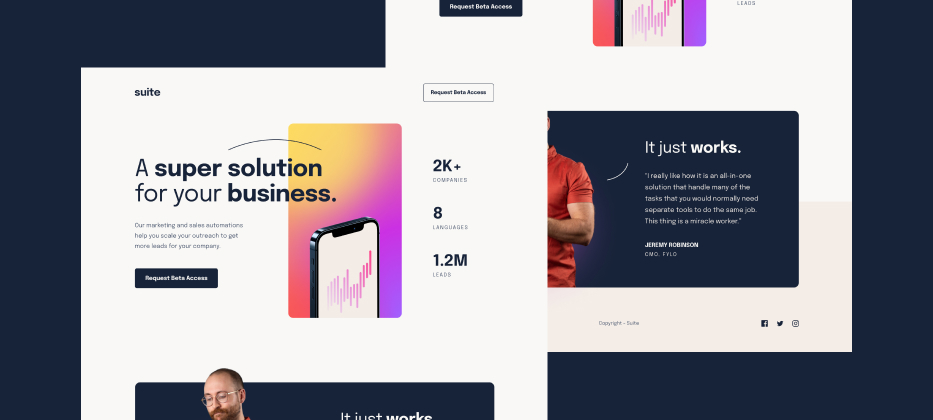 Request Beta Access
LEADS
suite
Request Beta Access
A super solution
for your business.
Our marketing and sales automations
help you scale your outreach to get
more leads for your company.
Request Beta Access
2K+
COMPANIES
8
LANGUAGES
1.2M
LEADS
It just works.
“I really like how it is an all-in-one
solution that handle many of the
tasks that you would normally need
separate tools to do the same job.
This thing is a miracle worker.”
JEREMY ROBINSON
CMO, FYLO
Copyright - Suite
It just works.